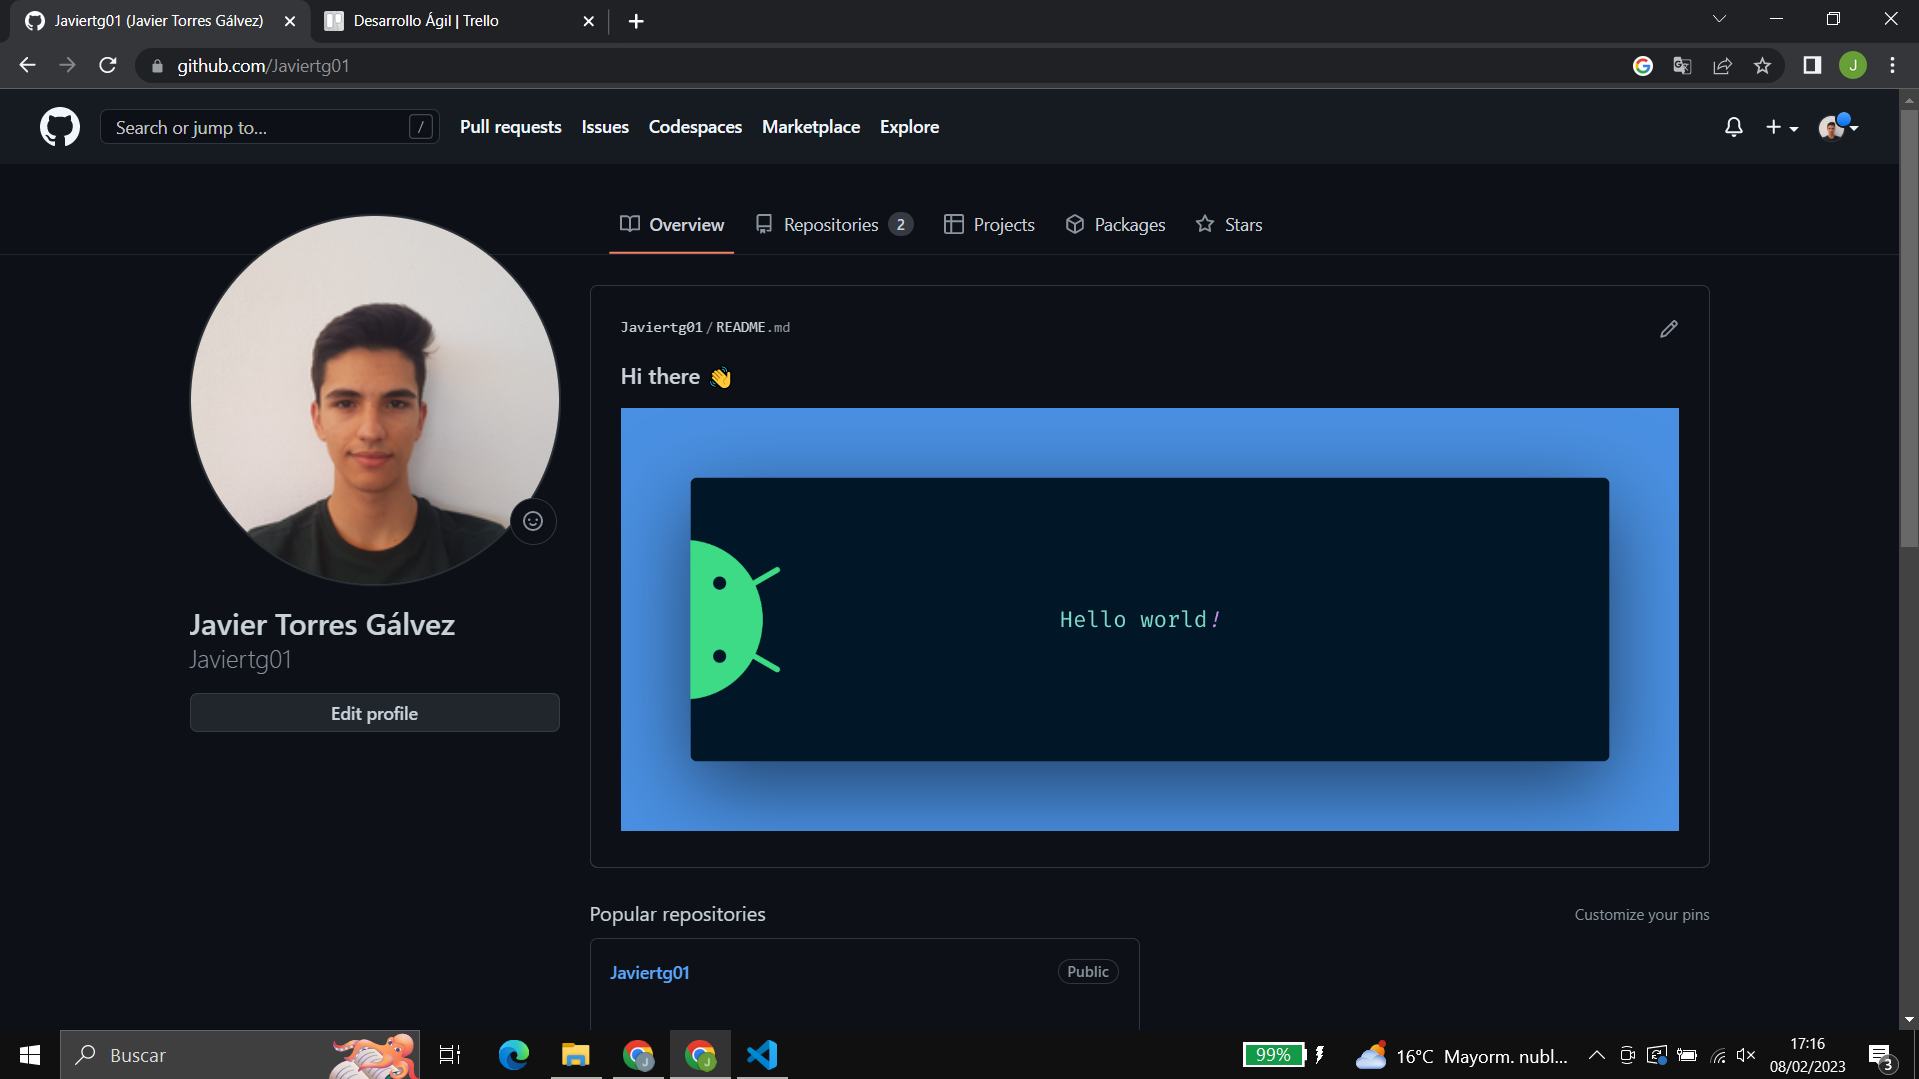 Javiertg01 (Javier Torres Gálvez)
Desarrollo Ágil | Trello
github.com/Javiertg01
J
Search or jump to...
/
Pull requests
Issues
Codespaces
Marketplace
Explore
Overview
Repositories 2
Projects
Packages
Stars
Javiertg01/README.md
Hi there 👋
Hello world!
Javier Torres Gálvez
Javiertg01
Edit profile
Popular repositories
Customize your pins
Javiertg01
Public
Buscar
J
J
99%
16°C Mayorm. nubl...
17:16
08/02/2023
3